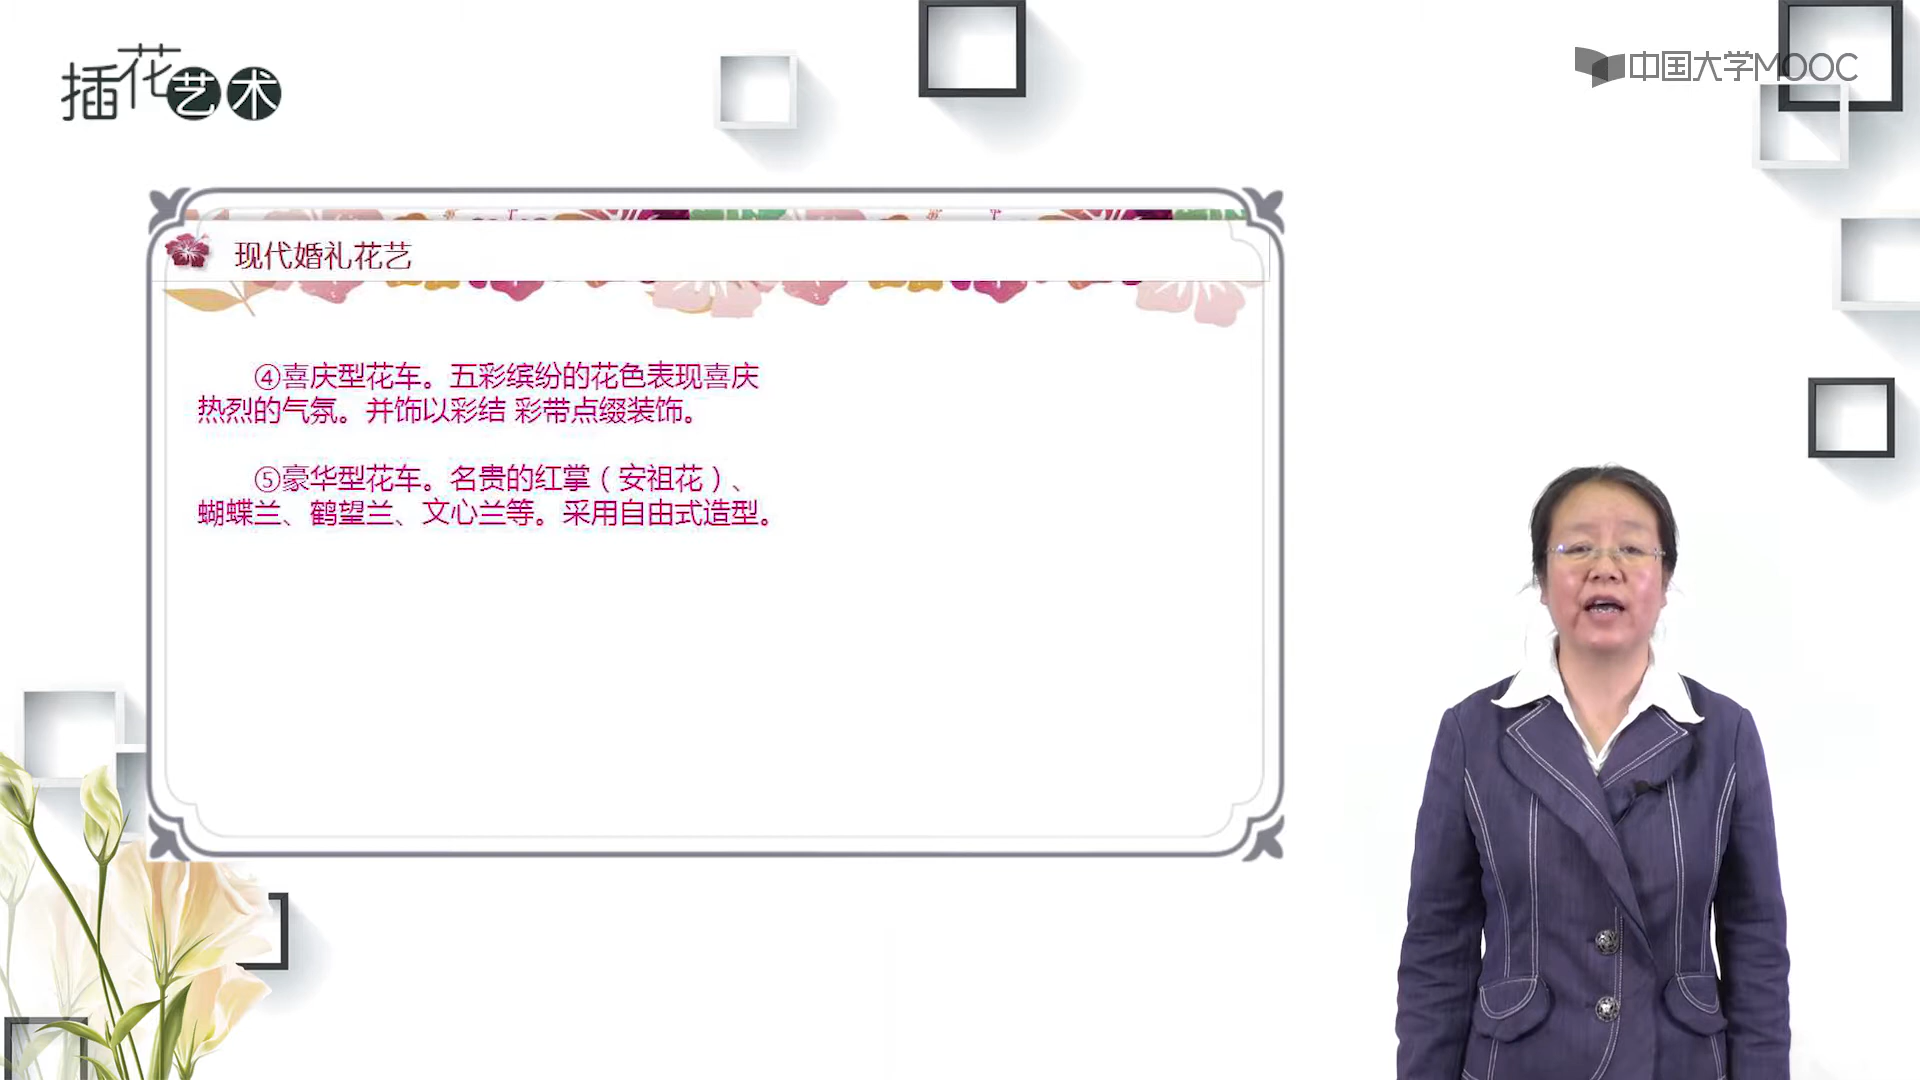 插花艺术
中国大学MOOC
现代婚礼花艺
④喜庆型花车。五彩缤纷的花色表现喜庆
热烈的气氛。并饰以彩结 彩带点缀装饰。
⑤豪华型花车。名贵的红掌（安祖花）、
蝴蝶兰、鹤望兰、文心兰等。采用自由式造型。